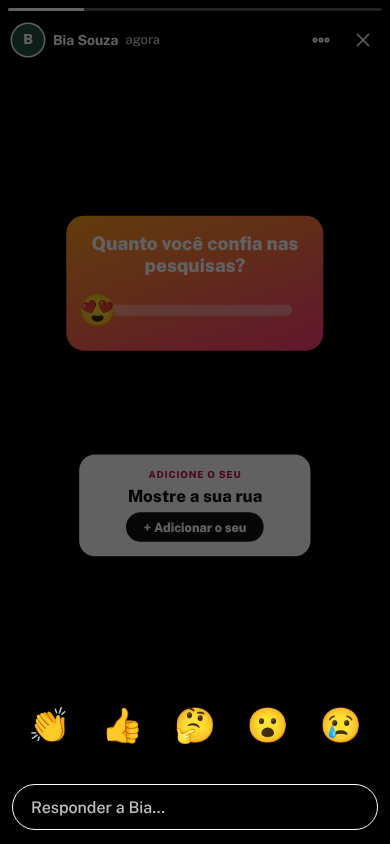 B
Bia Souza agora
Quanto você confia nas
pesquisas?
ADICIONE O SEU
Mostre a sua rua
+ Adicionar o seu
Responder a Bia...